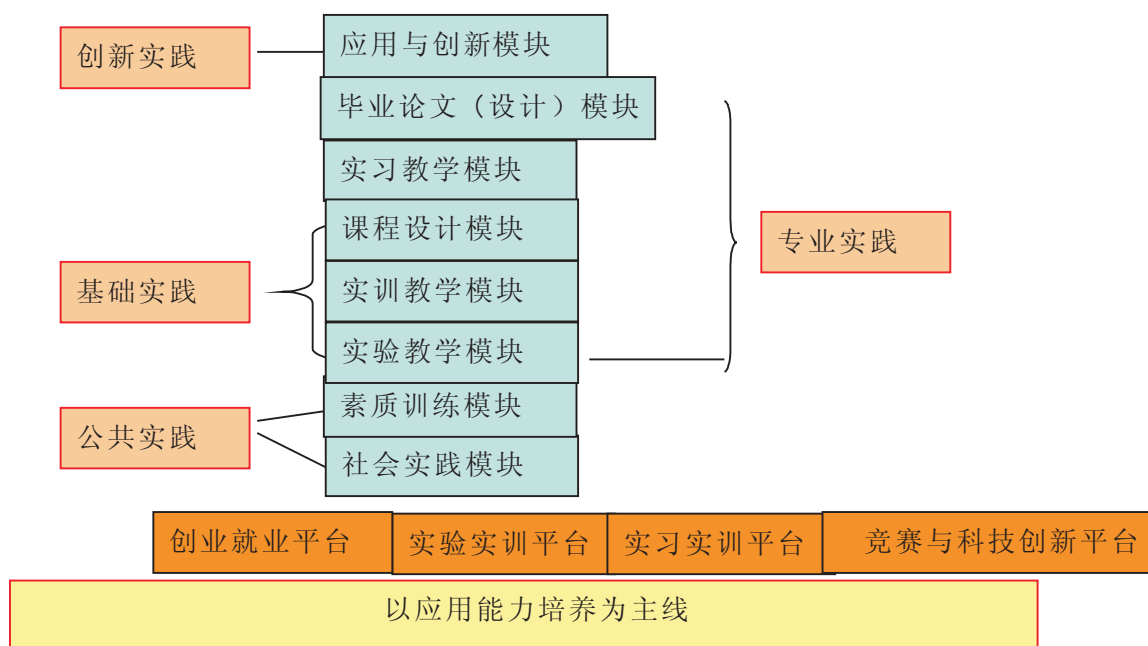 创新实践
应用与创新模块
毕业论文（设计）模块
实习教学模块
课程设计模块
专业实践
基础实践
实训教学模块
实验教学模块
素质训练模块
公共实践
社会实践模块
创业就业平台
实验实训平台
实习实训平台
竞赛与科技创新平台
以应用能力培养为主线